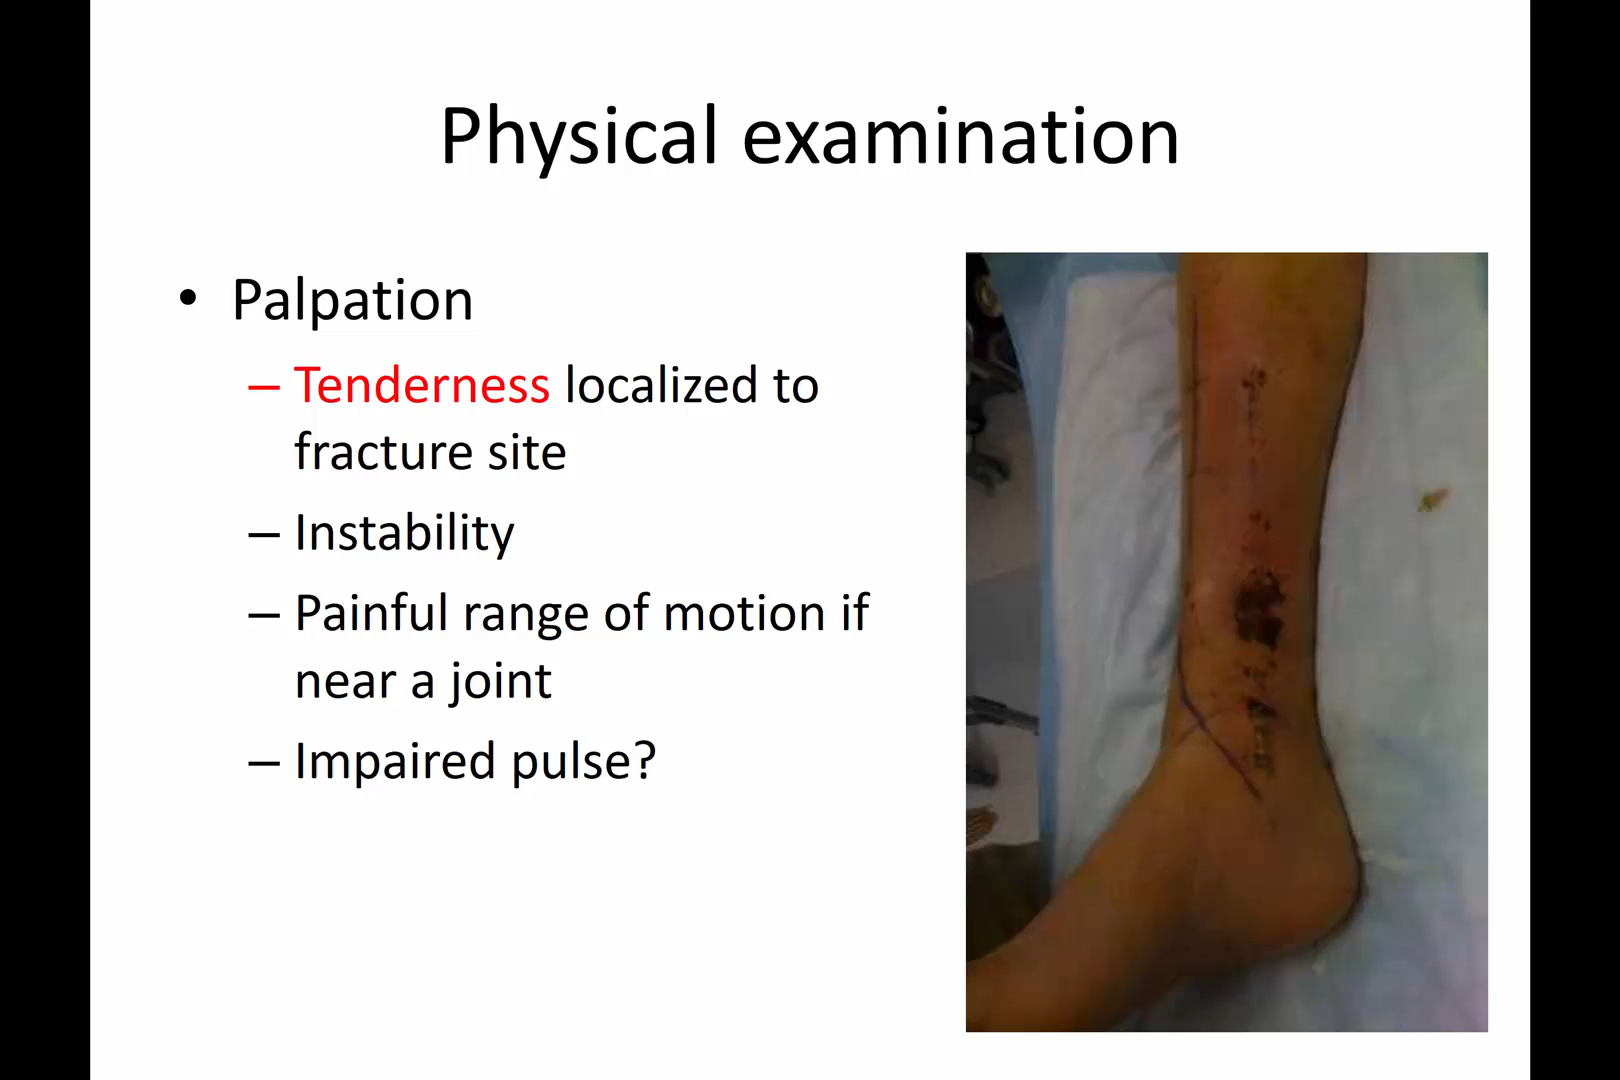 Physical examination
• Palpation
– Tenderness localized to
fracture site
– Instability
– Painful range of motion if
near a joint
– Impaired pulse?